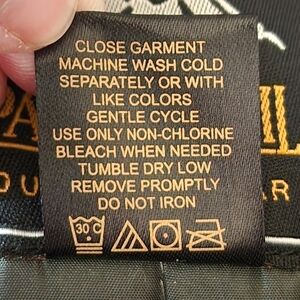 CLOSE GARMENT
MACHINE WASH COLD
SEPARATELY OR WITH
LIKE COLORS
GENTLE CYCLE
USE ONLY NON-CHLORINE
BLEACH WHEN NEEDED
TUMBLE DRY LOW
REMOVE PROMPTLY
DO NOT IRON
30 C